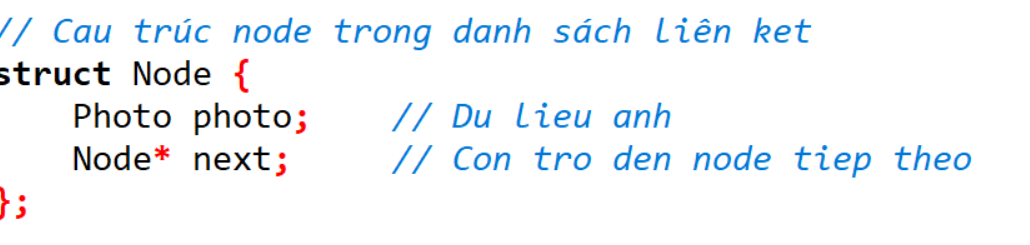 // Cau trúc node trong danh sách liên ket
struct Node {
    Photo photo;    // Du lieu anh
    Node* next;     // Con tro den node tiep theo
};